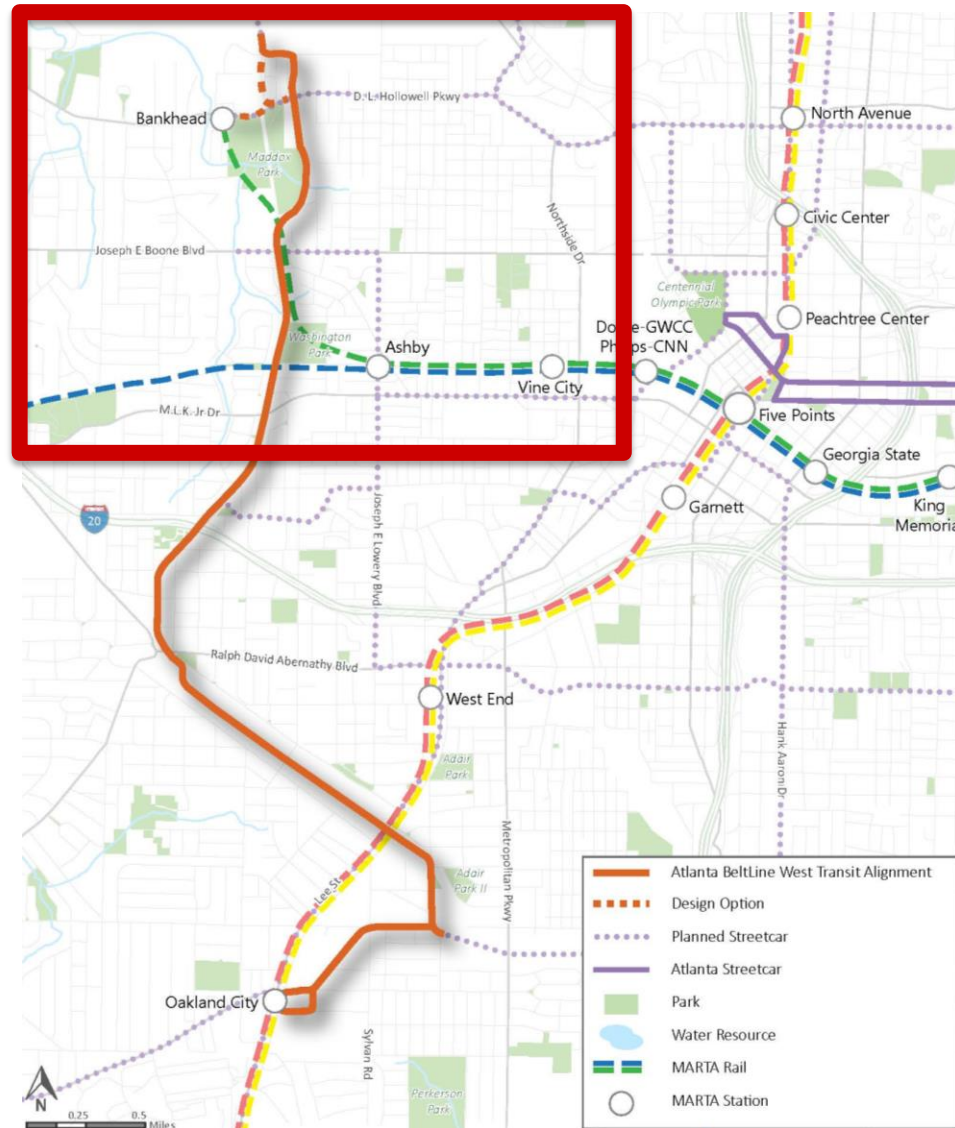 D. L. Hollowell Pkwy
Bankhead
North Avenue
Maddox
Park
Civic Center
Northside Dr
Joseph E Boone Blvd
Centennial
Olympic Park
Peachtree Center
Washington
Park
Ashby
Dome-GWCC
Philips-CNN
Vine City
M.L.K. Jr Dr
Five Points
Georgia State
Garnett
King
Memoria
20
Joseph E Lowery Blvd
Ralph David Abernathy Blvd
West End
Hank Aaron Dr
Adair
Park
Metropolitan Pkwy
Adair
Park II
Lee St
Oakland City
Sylvan Rd
Perkerson
Park
Atlanta BeltLine West Transit Alignment
Design Option
Planned Streetcar
Atlanta Streetcar
Park
Water Resource
MARTA Rail
MARTA Station
N
0.25
0.5
Miles